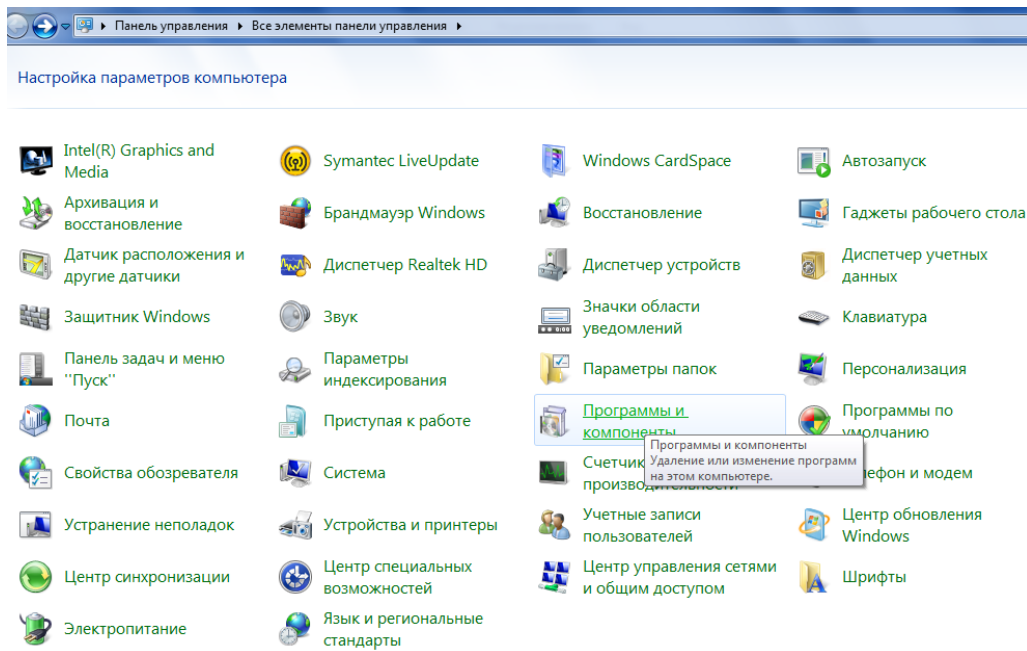 Панель управления ▸ Все элементы панели управления ▸
Настройка параметров компьютера
Intel(R) Graphics and
Media
Symantec LiveUpdate
Windows CardSpace
Автозапуск
Архивация и
восстановление
Брандмауэр Windows
Восстановление
Гаджеты рабочего стола
Датчик расположения и
другие датчики
Диспетчер Realtek HD
Диспетчер устройств
Диспетчер учетных
данных
Защитник Windows
Звук
Значки области
уведомлений
Клавиатура
Панель задач и меню
''Пуск''
Параметры
индексирования
Параметры папок
Персонализация
Почта
Приступая к работе
Программы и
компоненты
Программы по
умолчанию
Программы и компоненты
Удаление или изменение программ
на этом компьютере.
Свойства обозревателя
Система
Счетчик
производительности
и модем
Устранение неполадок
Устройства и принтеры
Учетные записи
пользователей
Центр обновления
Windows
Центр синхронизации
Центр специальных
возможностей
Центр управления сетями
и общим доступом
Шрифты
Электропитание
Язык и региональные
стандарты